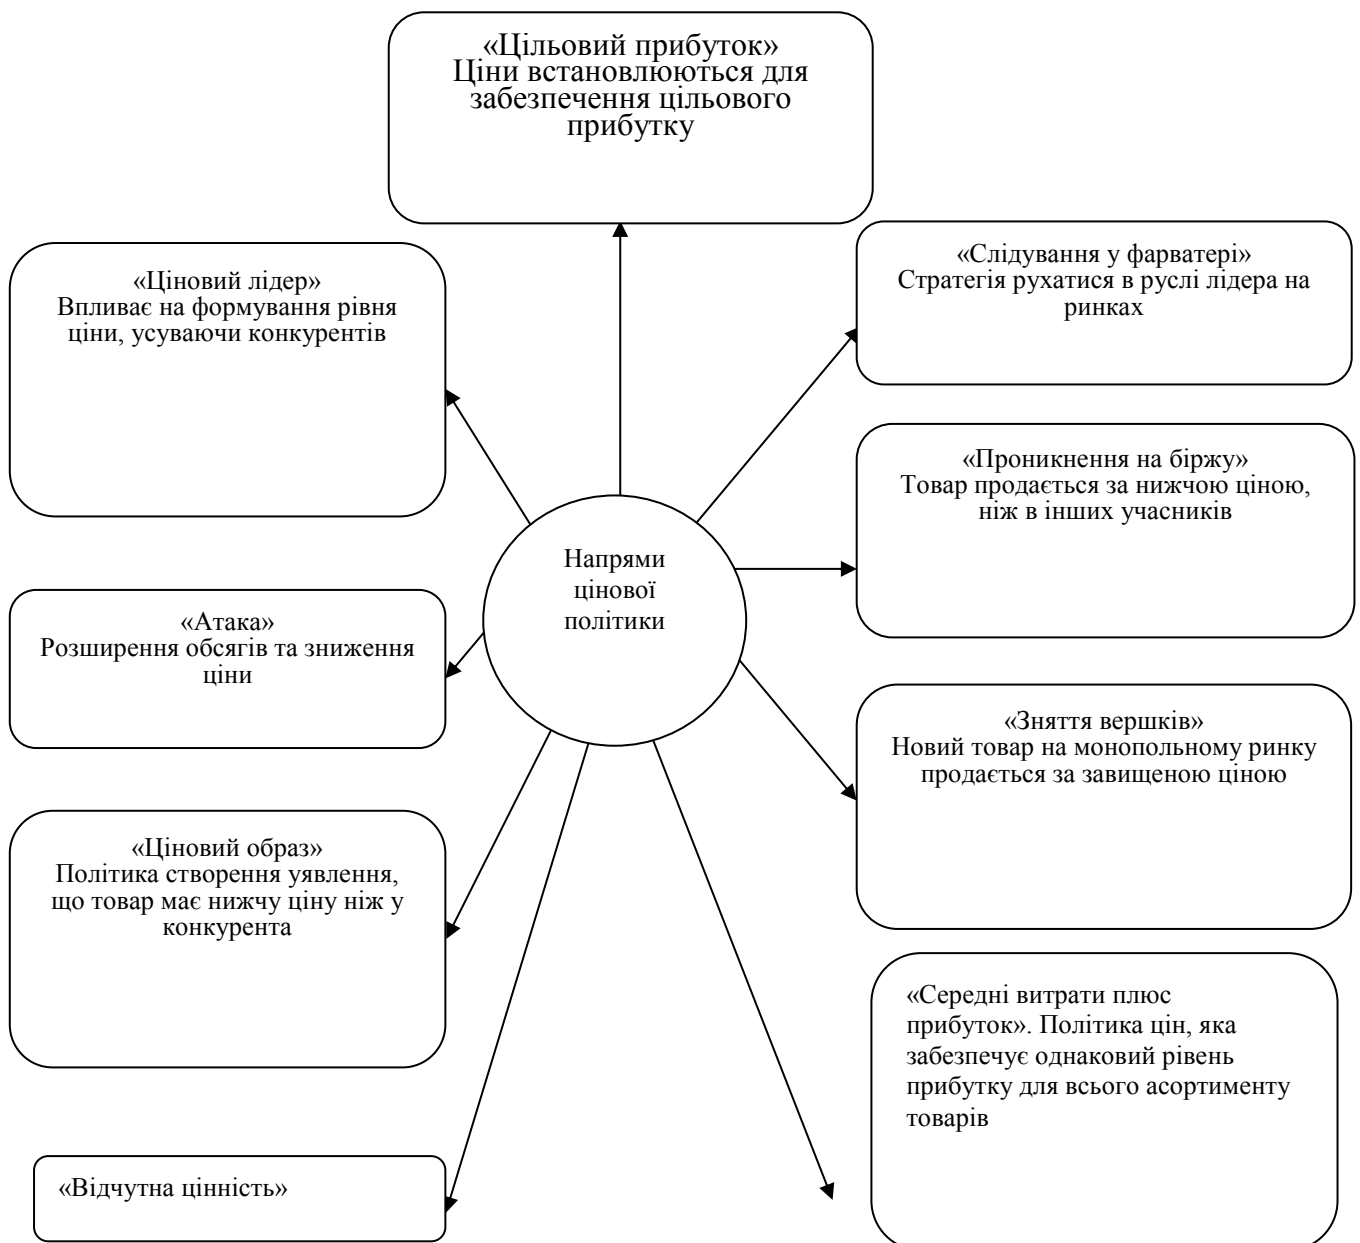 «Цільовий прибуток»
Ціни встановлюються для
забезпечення цільового
прибутку
«Ціновий лідер»
Впливає на формування рівня
ціни, усуваючи конкурентів
«Слідування у фарватері»
Стратегія рухатися в руслі лідера на
ринках
«Проникнення на біржу»
Товар продається за нижчою ціною,
ніж в інших учасників
Напрями
цінової
політики
«Атака»
Розширення обсягів та зниження
ціни
«Зняття вершків»
Новий товар на монопольному ринку
продається за завищеною ціною
«Ціновий образ»
Політика створення уявлення,
що товар має нижчу ціну ніж у
конкурента
«Середні витрати плюс
прибуток». Політика цін, яка
забезпечує однаковий рівень
прибутку для всього асортименту
товарів
«Відчутна цінність»